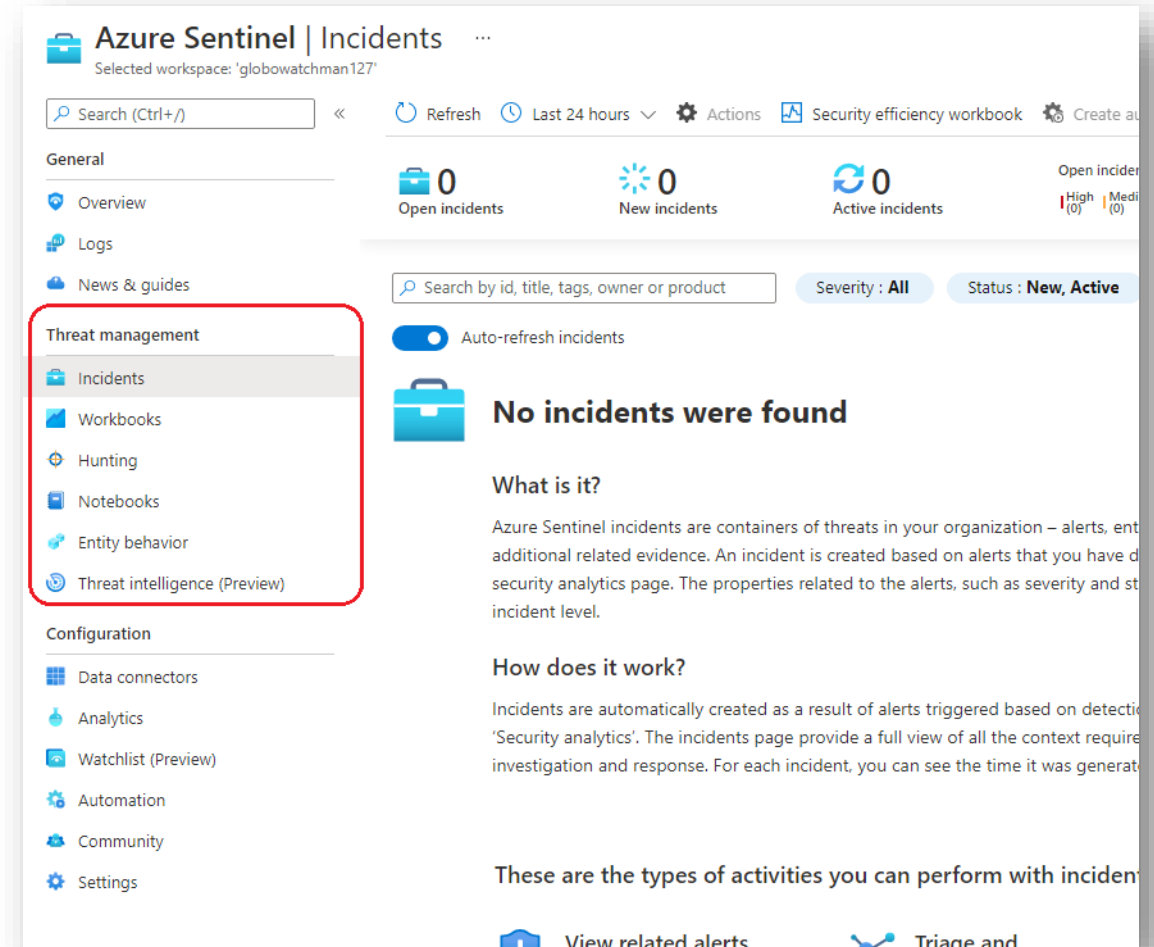 Azure Sentinel | Incidents ...
Selected workspace: 'globowatchman127'
Search (Ctrl+/) «
General
Overview
Logs
News & guides
Threat management
Incidents
Workbooks
Hunting
Notebooks
Entity behavior
Threat intelligence (Preview)
Configuration
Data connectors
Analytics
Watchlist (Preview)
Automation
Community
Settings
Refresh Last 24 hours Actions Security efficiency workbook Create
0 0 0 Open
Open incidents New incidents Active incidents High
(0) (0)
Search by id, title, tags, owner or product Severity : All Status : New, Active
Auto-refresh incidents
No incidents were found
What is it?
Azure Sentinel incidents are containers of threats in your organization – alerts,
additional related evidence. An incident is created based on alerts that you have
security analytics page. The properties related to the alerts, such as severity and
incident level.
How does it work?
Incidents are automatically created as a result of alerts triggered based on
'Security analytics'. The incidents page provide a full view of all the context
investigation and response. For each incident, you can see the time it was
These are the types of activities you can perform with
View related alerts Triage and